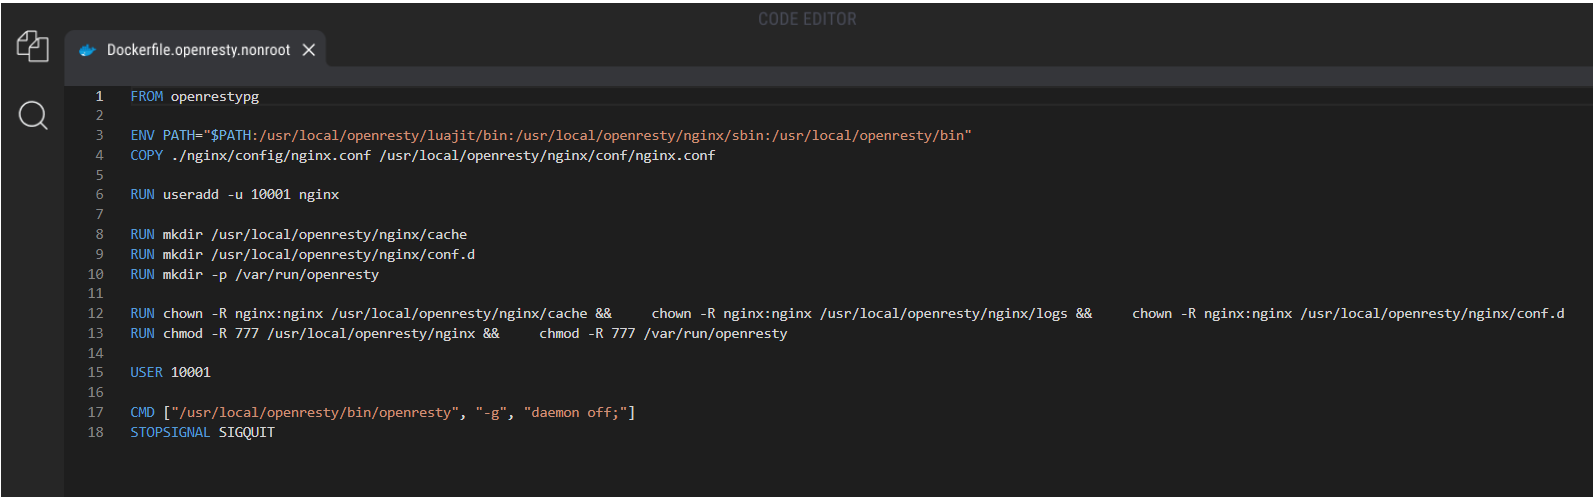 CODE EDITOR
Dockerfile.openresty.nonroot
1 FROM openrestypg
2
3 ENV PATH="$PATH:/usr/local/openresty/luajit/bin:/usr/local/openresty/nginx/sbin:/usr/local/openresty/bin"
4 COPY ./nginx/config/nginx.conf /usr/local/openresty/nginx/conf/nginx.conf
5
6 RUN useradd -u 10001 nginx
7
8 RUN mkdir /usr/local/openresty/nginx/cache
9 RUN mkdir /usr/local/openresty/nginx/conf.d
10 RUN mkdir -p /var/run/openresty
11
12 RUN chown -R nginx:nginx /usr/local/openresty/nginx/cache &&     chown -R nginx:nginx /usr/local/openresty/nginx/logs &&     chown -R nginx:nginx /usr/local/openresty/nginx/conf.d
13 RUN chmod -R 777 /usr/local/openresty/nginx &&     chmod -R 777 /var/run/openresty
14
15 USER 10001
16
17 CMD ["/usr/local/openresty/bin/openresty", "-g", "daemon off;"]
18 STOPSIGNAL SIGQUIT